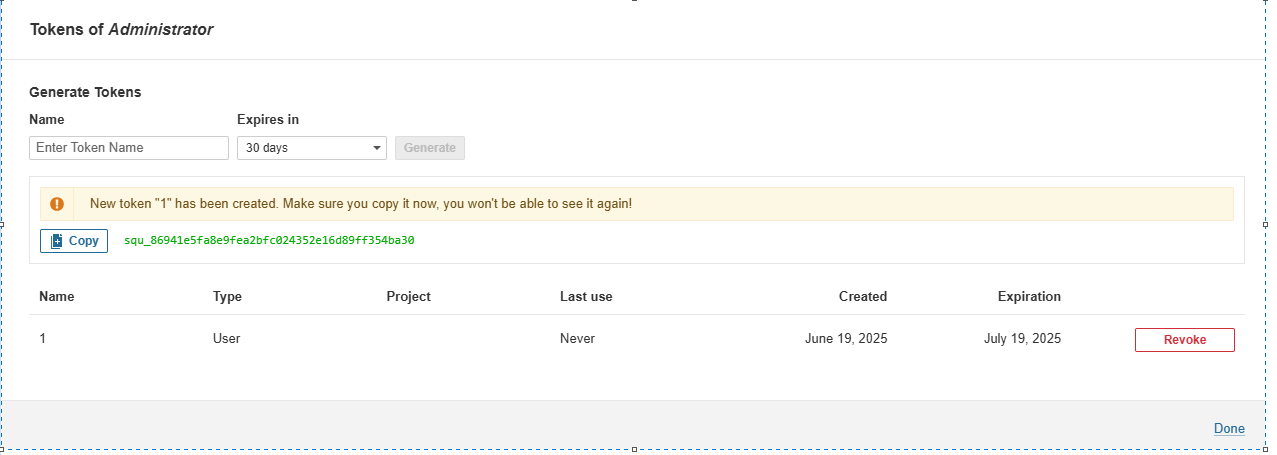 Tokens of Administrator
Generate Tokens
Name Expires in
Enter Token Name 30 days Generate
New token "1" has been created. Make sure you copy it now, you won't be able to see it again!
Copy squ_86941e5fa8e9fea2bfc024352e16d89ff354ba30
Name Type Project Last use Created Expiration
1 User Never June 19, 2025 July 19, 2025 Revoke
Done